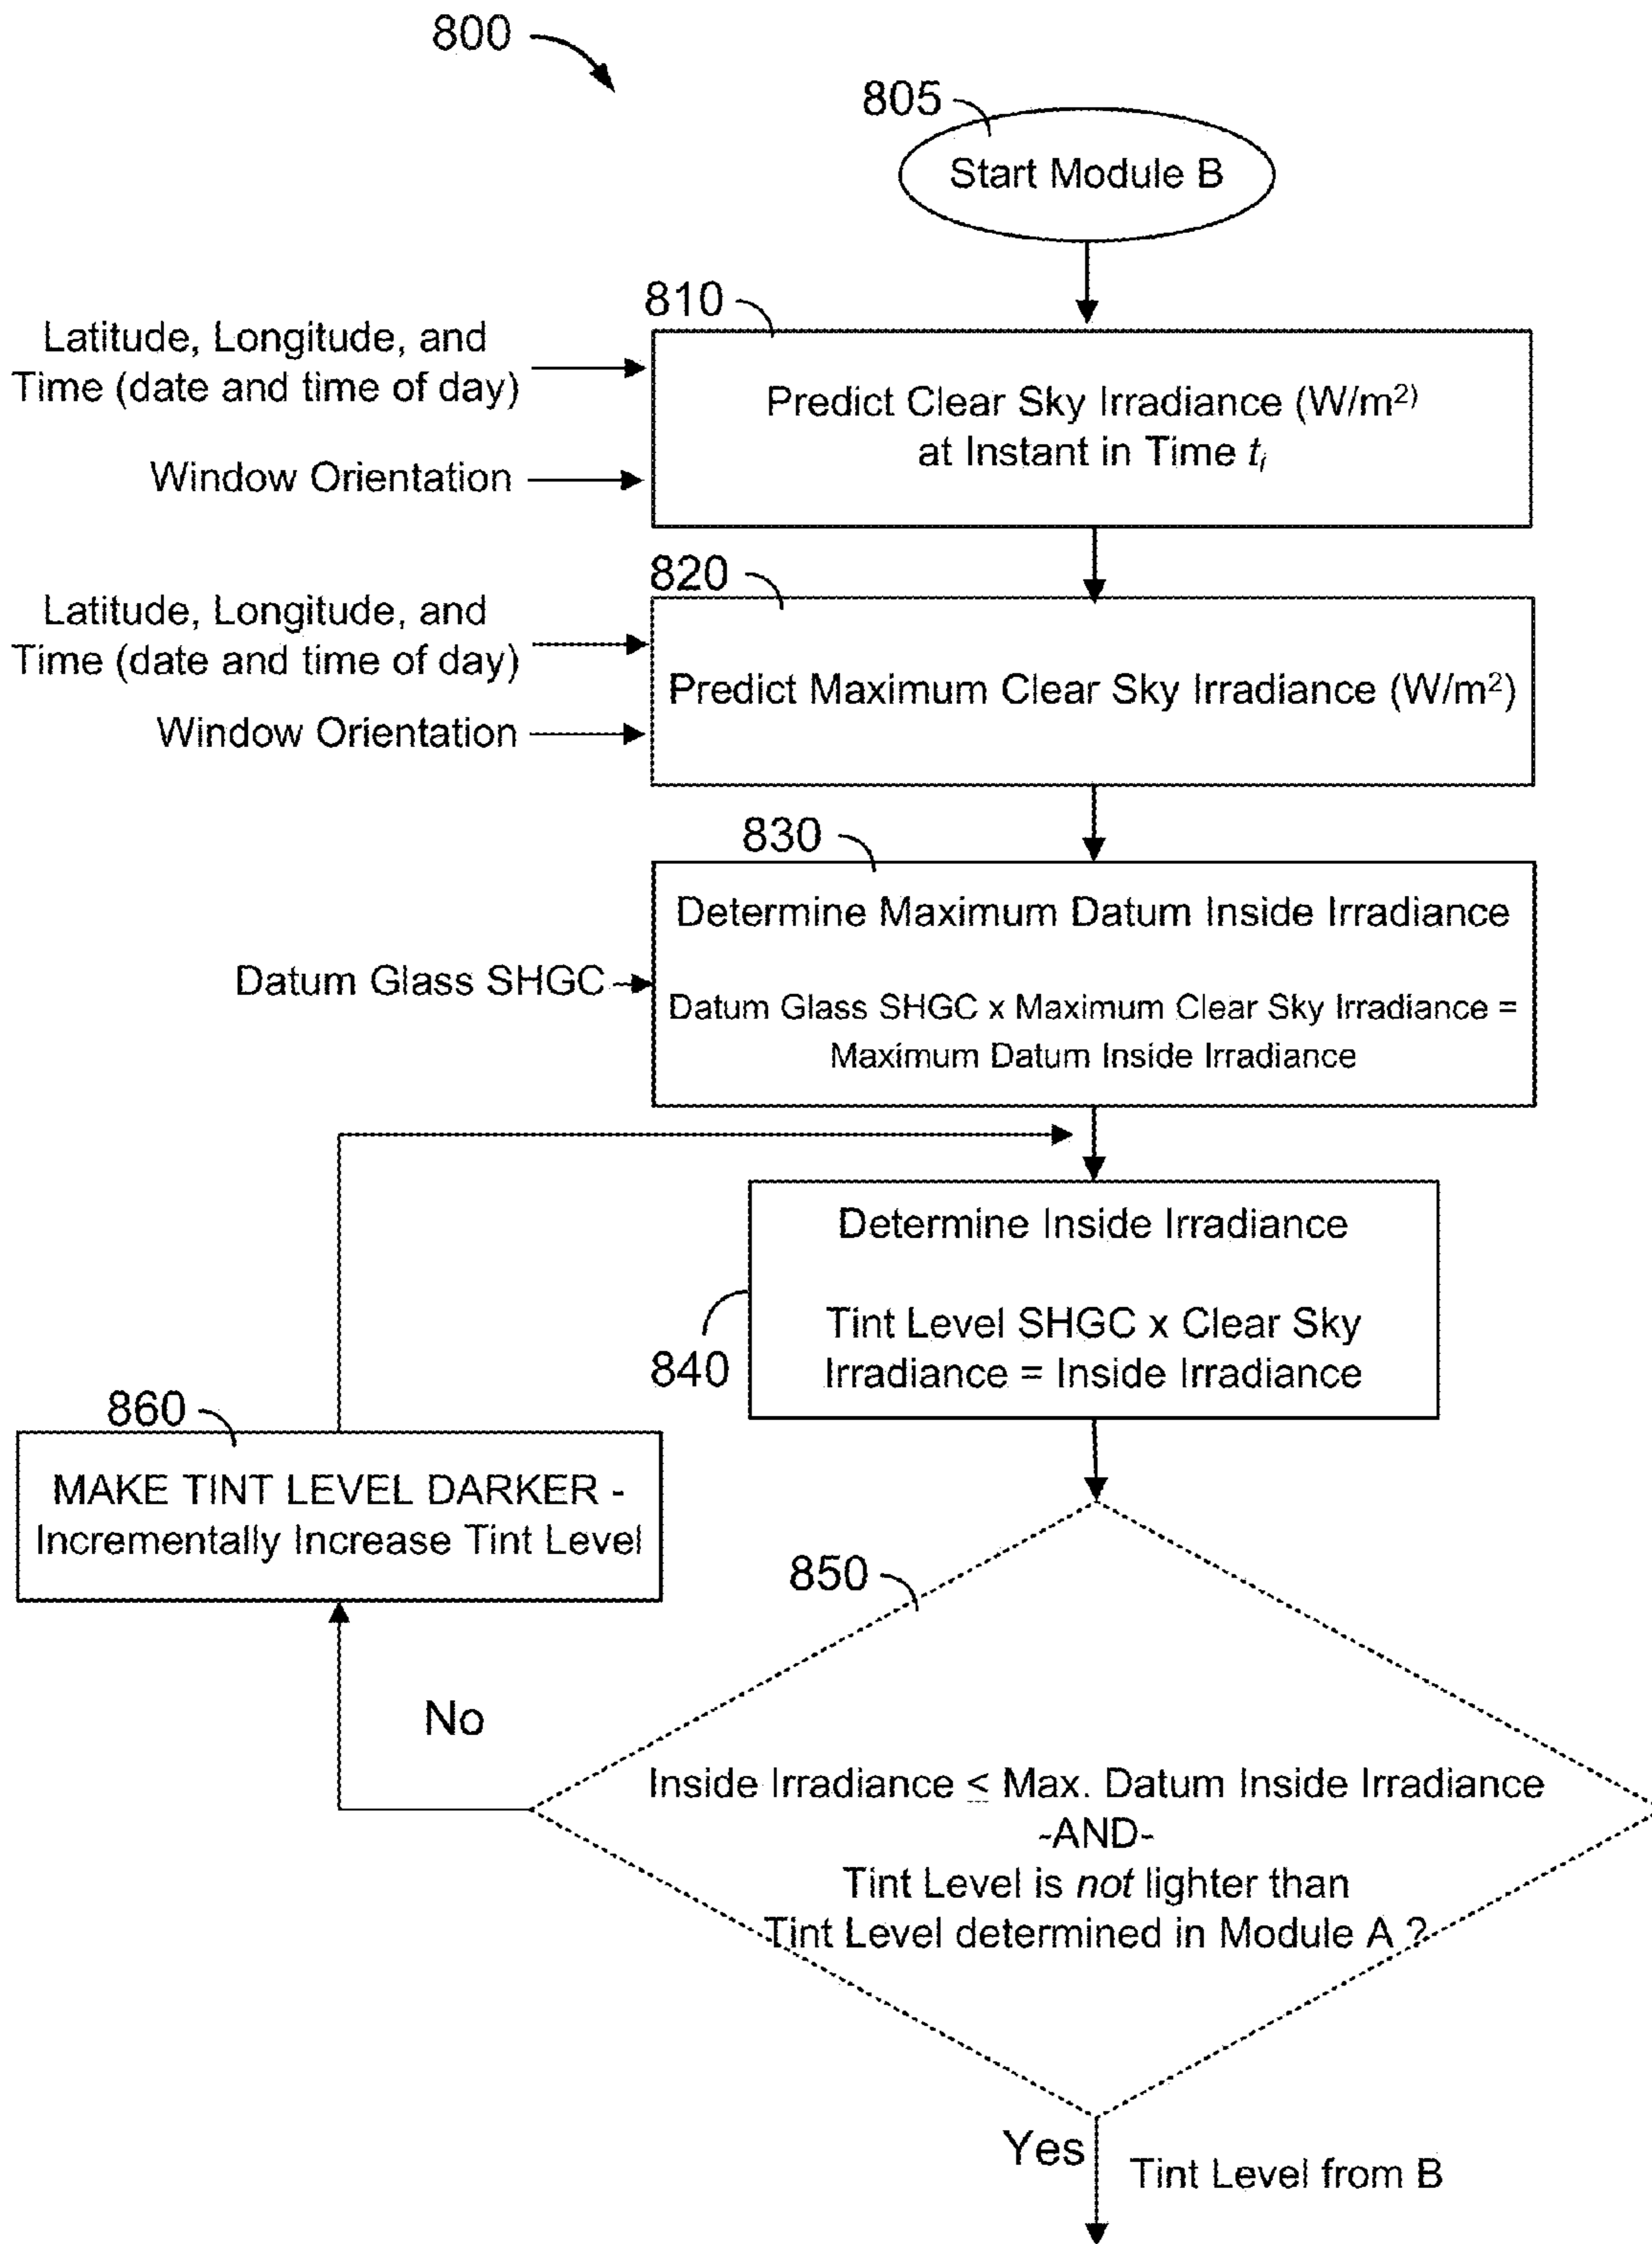 800
805
Start Module B
810
Latitude, Longitude, and
Time (date and time of day)
Window Orientation
Predict Clear Sky Irradiance (W/m²⁾
at Instant in Time tᵢ
820
Latitude, Longitude, and
Time (date and time of day)
Window Orientation
Predict Maximum Clear Sky Irradiance (W/m²)
830
Determine Maximum Datum Inside Irradiance
Datum Glass SHGC
Datum Glass SHGC x Maximum Clear Sky Irradiance =
Maximum Datum Inside Irradiance
Determine Inside Irradiance
Tint Level SHGC x Clear Sky
Irradiance = Inside Irradiance
840
860
MAKE TINT LEVEL DARKER -
Incrementally Increase Tint Level
850
No
Inside Irradiance ≤ Max. Datum Inside Irradiance
-AND-
Tint Level is not lighter than
Tint Level determined in Module A ?
Yes
Tint Level from B